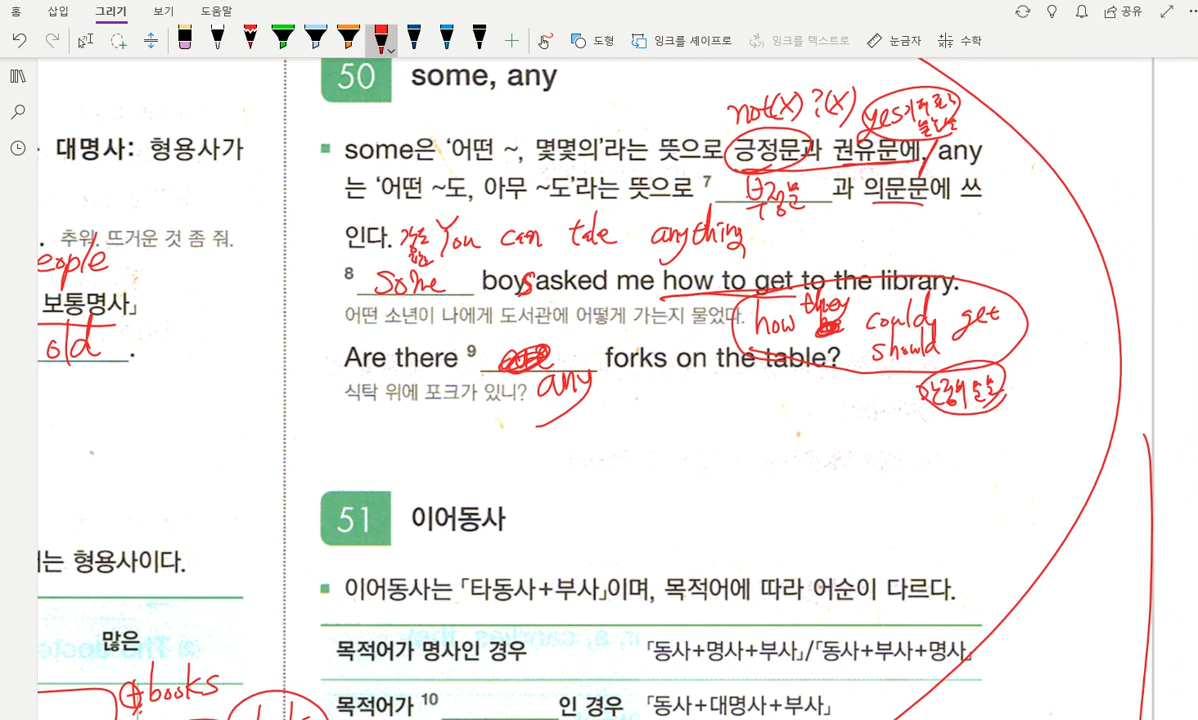 홈 삽입 그리기 보기 도움말
공유
도형 잉크를 셰이프로 잉크를 텍스트로 눈금자 수학
대명사: 형용사가
. 추워. 뜨거운 것 좀 줘.
eople
보통명사」
old .
는 형용사이다.
많은
books
50 some, any
not(X) ?(X) yes
some은 '어떤 ~, 몇몇의'라는 뜻으로 긍정문과 권유문에, any
는 '어떤 ~도, 아무 ~도'라는 뜻으로 7 부정문 과 의문문에 쓰
인다. You can take anything
8 some boys asked me how to get to the library.
어떤 소년이 나에게 도서관에 어떻게 가는지 물었다.
how they could get
should
Are there 9 any forks on the table?
식탁 위에 포크가 있니?
51 이어동사
이어동사는 「타동사+부사」이며, 목적어에 따라 어순이 다르다.
목적어가 명사인 경우 「동사+명사+부사」/「동사+부사+명사」
목적어가 10 인 경우 「동사+대명사+부사」